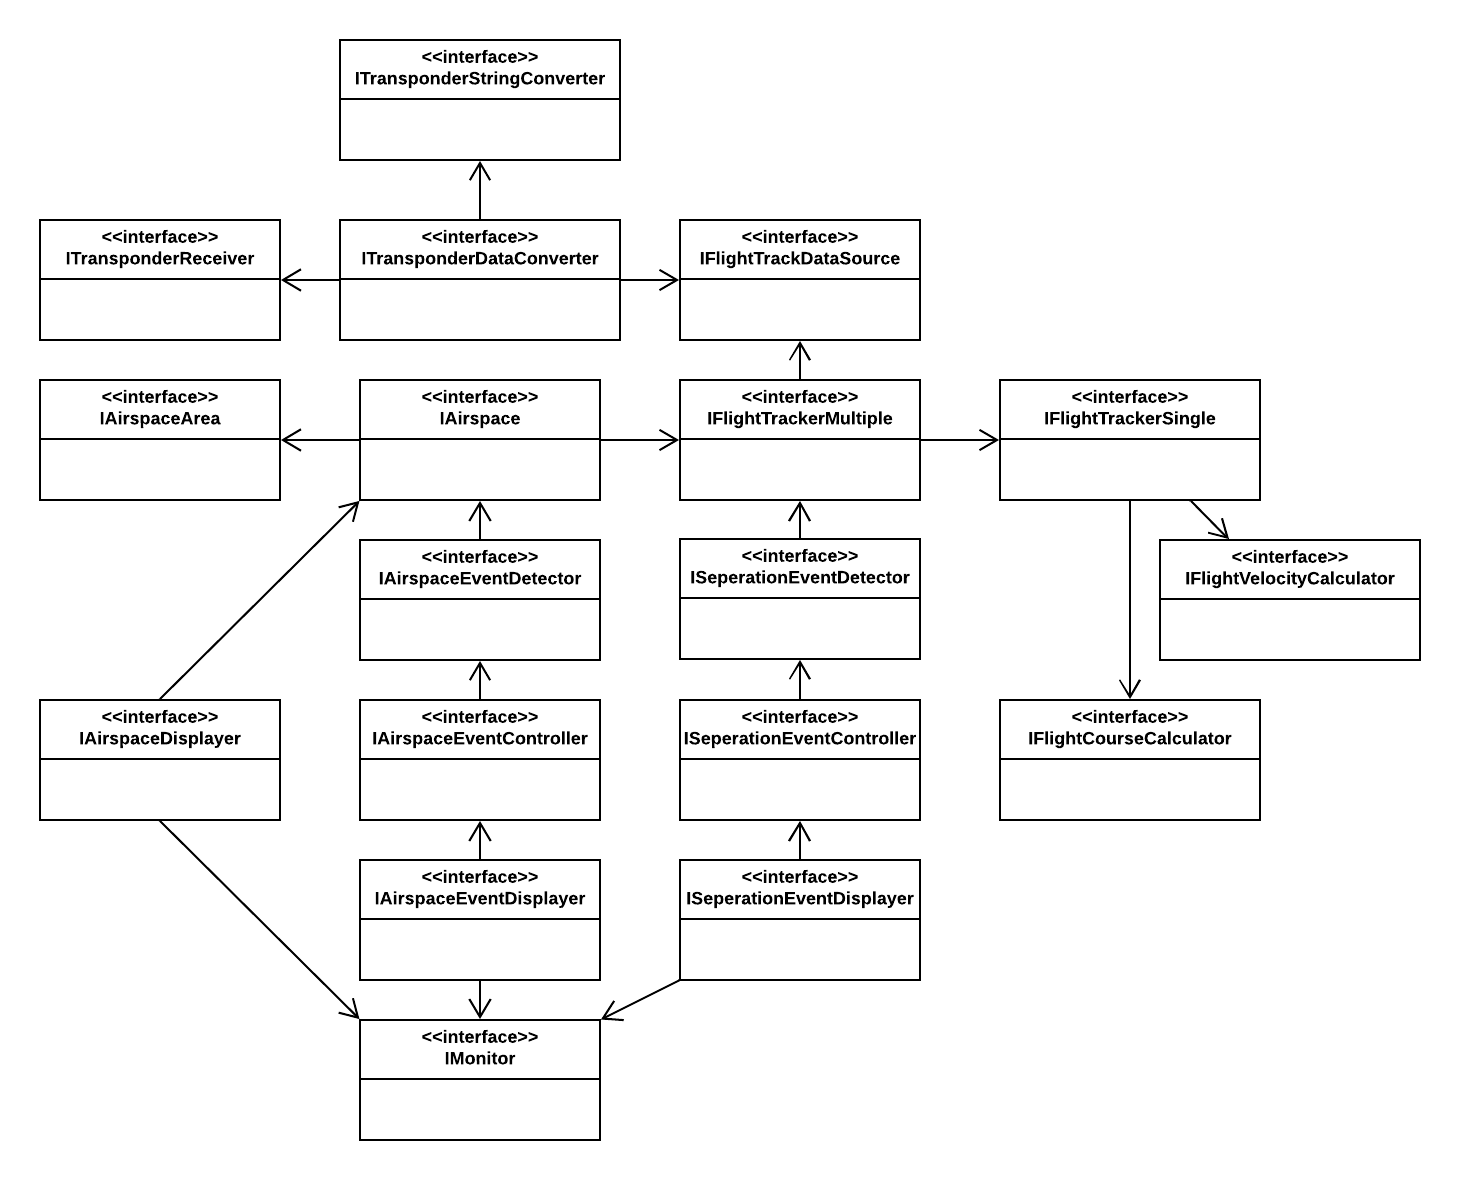 <<interface>>
ITransponderStringConverter
<<interface>>
ITransponderReceiver
<<interface>>
ITransponderDataConverter
<<interface>>
IFlightTrackDataSource
<<interface>>
IAirspaceArea
<<interface>>
IAirspace
<<interface>>
IFlightTrackerMultiple
<<interface>>
IFlightTrackerSingle
<<interface>>
IAirspaceEventDetector
<<interface>>
ISeperationEventDetector
<<interface>>
IFlightVelocityCalculator
<<interface>>
IAirspaceDisplayer
<<interface>>
IAirspaceEventController
<<interface>>
ISeperationEventController
<<interface>>
IFlightCourseCalculator
<<interface>>
IAirspaceEventDisplayer
<<interface>>
ISeperationEventDisplayer
<<interface>>
IMonitor